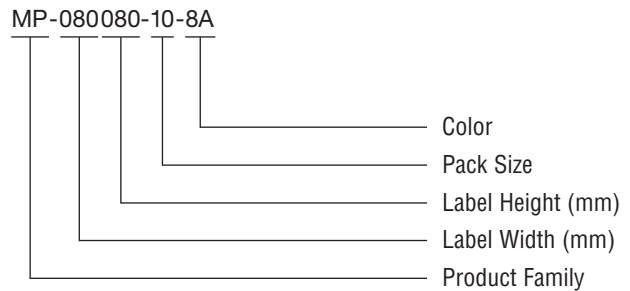 MP-080080-10-8A
Color
Pack Size
Label Height (mm)
Label Width (mm)
Product Family